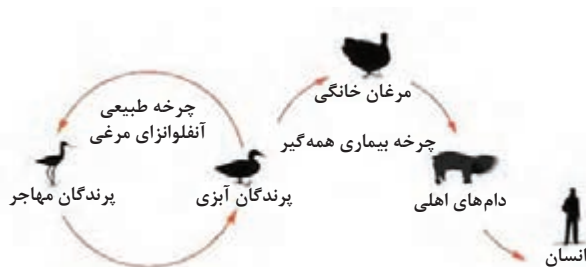 مرغان خانگی
چرخه طبیعی
آنفلوانزای مرغی
چرخه بیماری همه‌گیر
پرندگان مهاجر
پرندگان آبزی
دام‌های اهلی
انسان